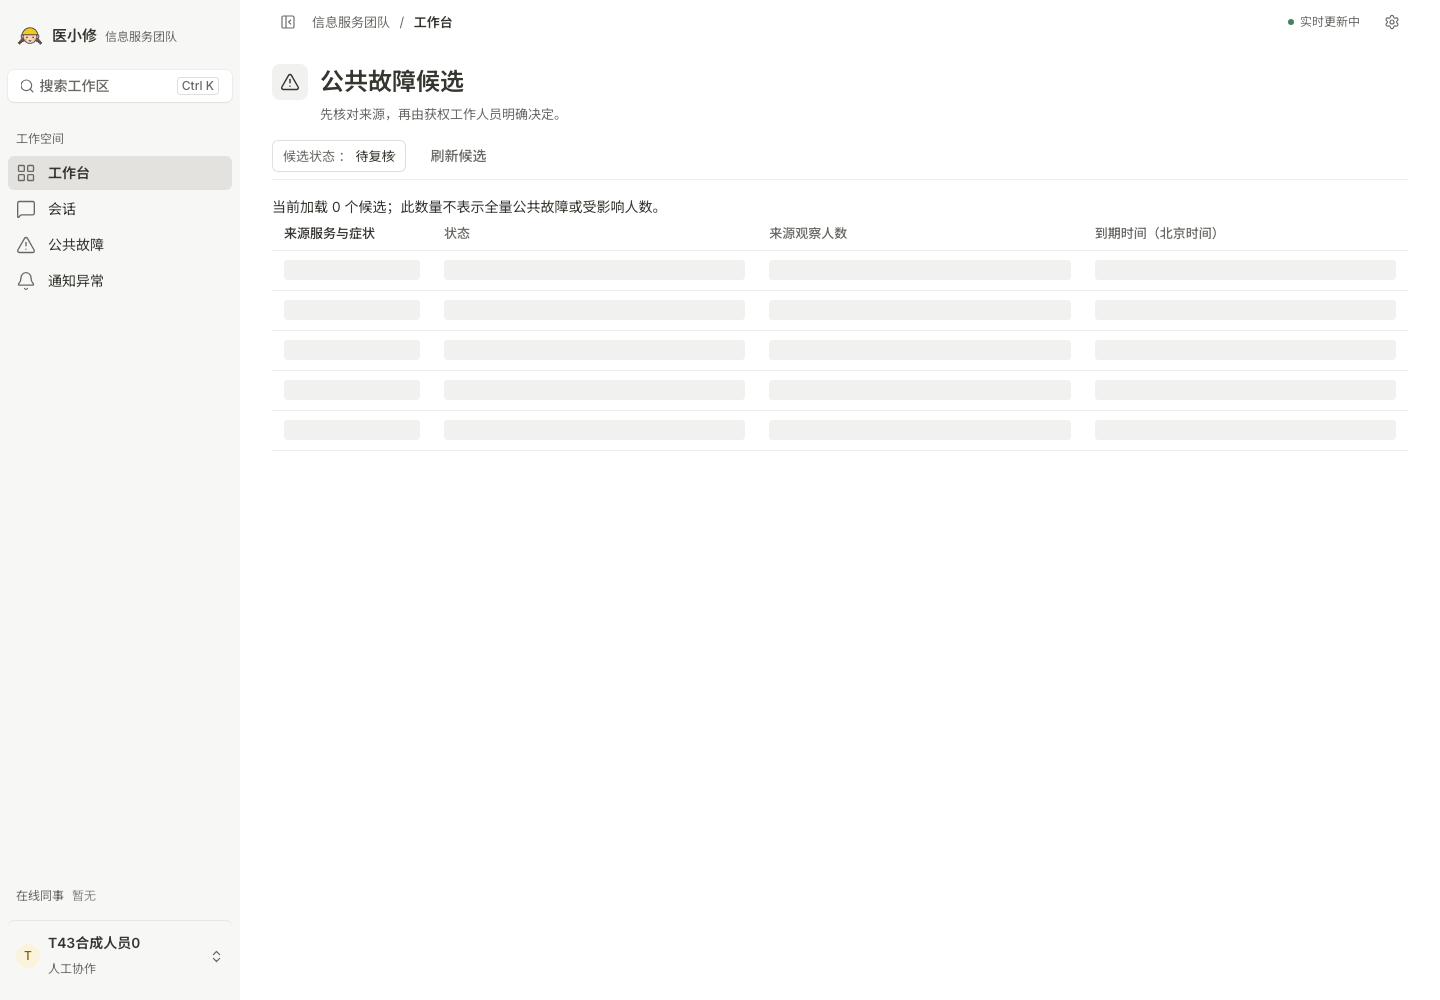 医小修 信息服务团队
搜索工作区 Ctrl K
工作空间
工作台
会话
公共故障
通知异常
在线同事 暂无
T
T43合成人员0
人工协作
信息服务团队 / 工作台
实时更新中
公共故障候选
先核对来源，再由获权工作人员明确决定。
候选状态： 待复核 刷新候选
当前加载 0 个候选；此数量不表示全量公共故障或受影响人数。
来源服务与症状 状态 来源观察人数 到期时间（北京时间）